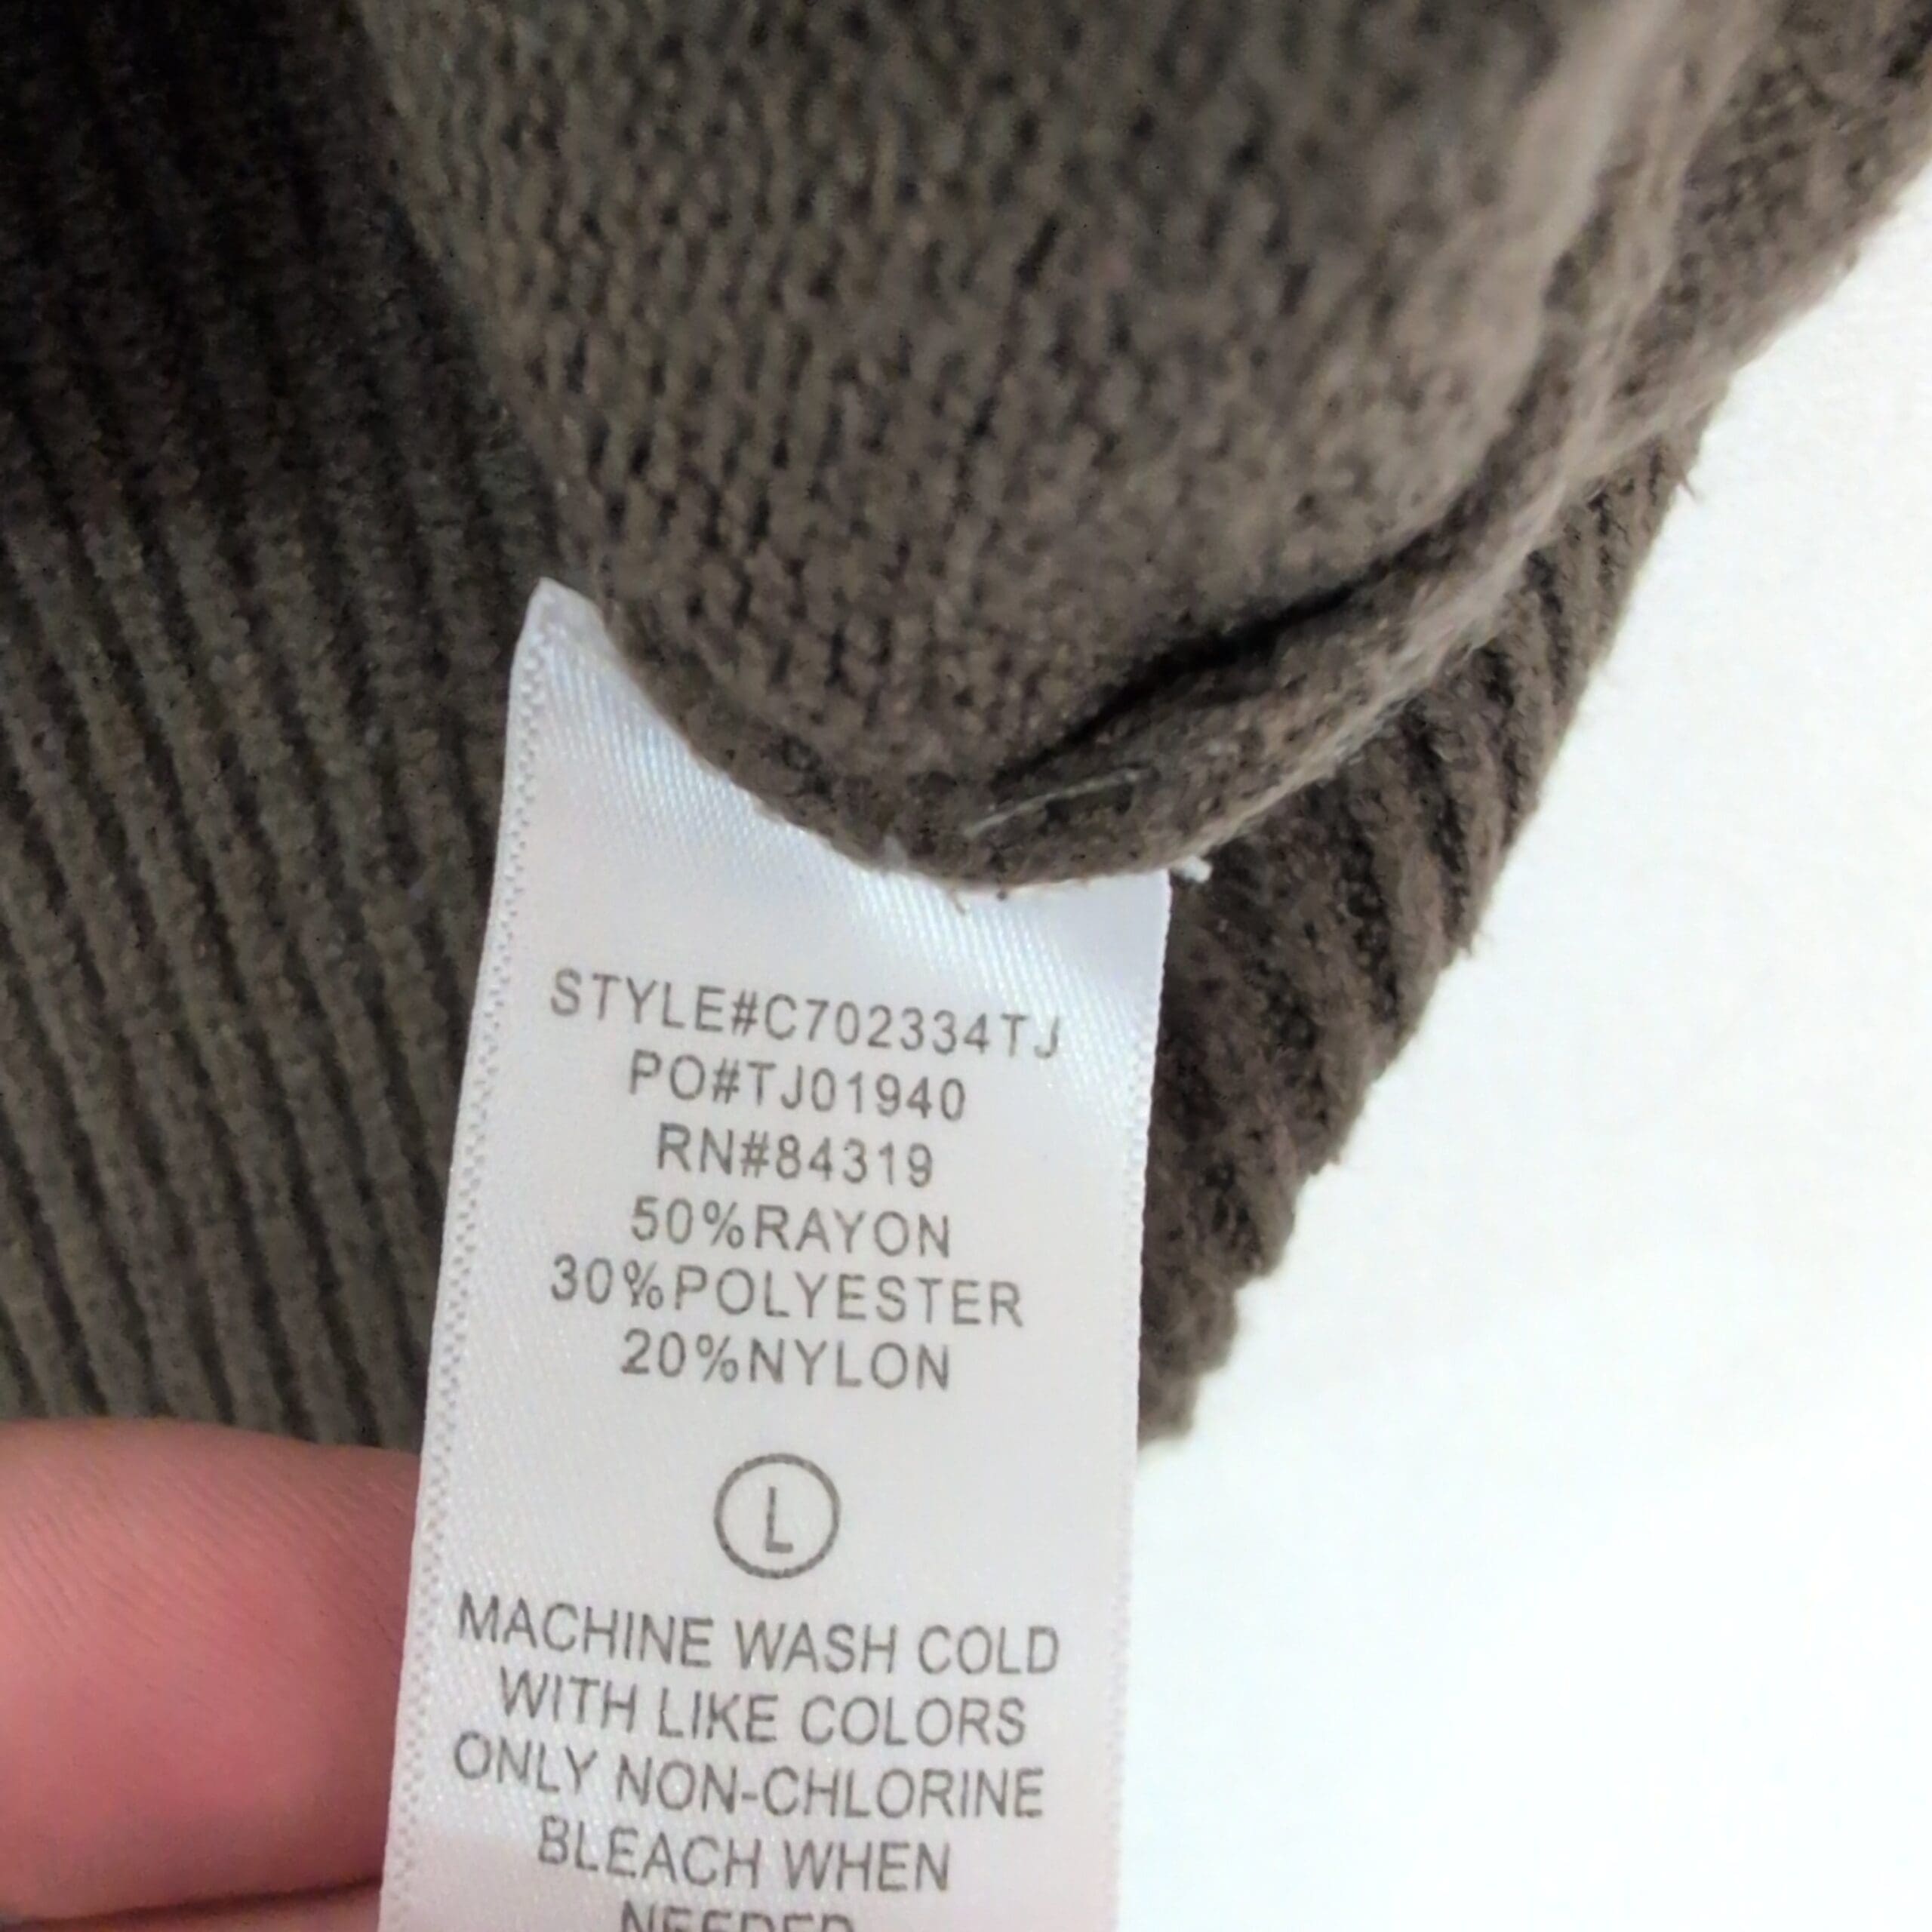 STYLE#C702334TJ
PO#TJ01940
RN#84319
50%RAYON
30%POLYESTER
20%NYLON
L
MACHINE WASH COLD
WITH LIKE COLORS
ONLY NON-CHLORINE
BLEACH WHEN
NEEDED